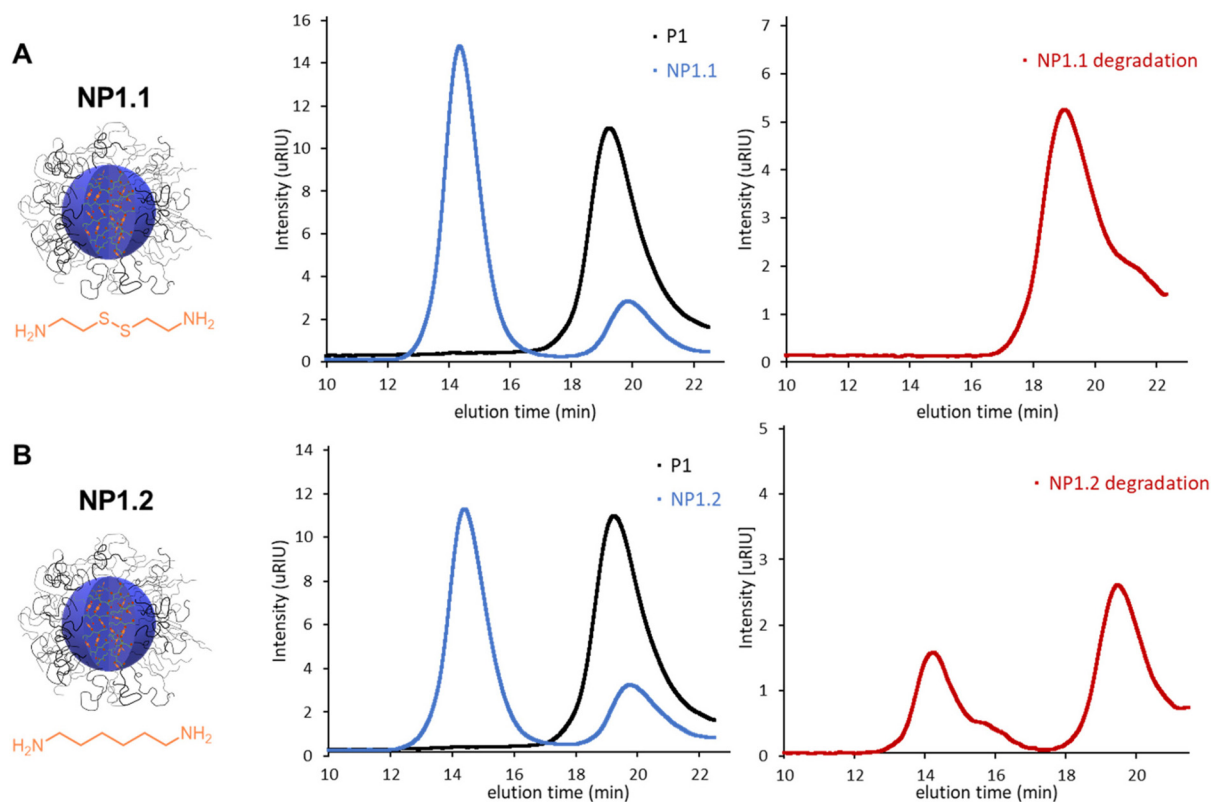 A
NP1.1
H₂N S S NH₂
16
14
12
10
8
6
4
2
0
Intensity (uRIU)
10 12 14 16 18 20 22
elution time (min)
P1
NP1.1
7
6
5
4
3
2
1
0
Intensity (uRIU)
10 12 14 16 18 20 22
elution time (min)
NP1.1 degradation
B
NP1.2
H₂N NH₂
14
12
10
8
6
4
2
0
Intensity (uRIU)
10 12 14 16 18 20 22
elution time (min)
P1
NP1.2
5
4
3
2
1
0
Intensity [uRIU]
10 12 14 16 18 20
elution time (min)
NP1.2 degradation